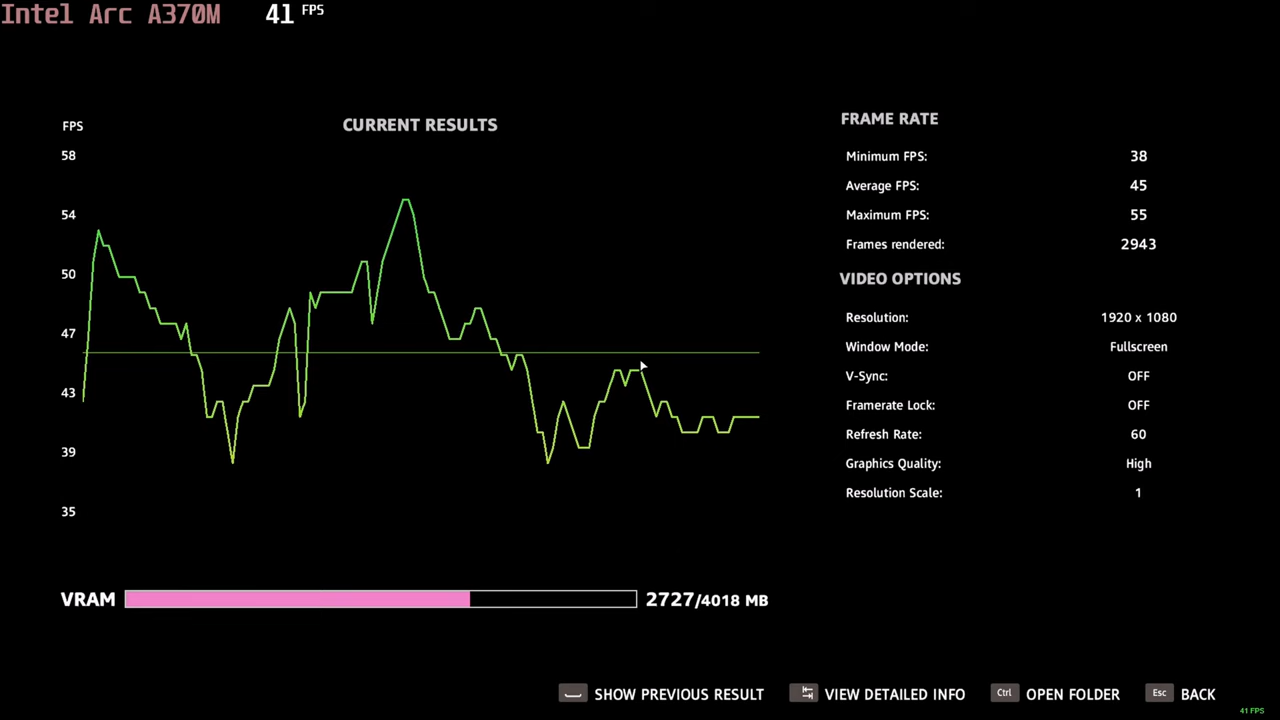 Intel Arc A370M 41 FPS
FPS
CURRENT RESULTS
58
54
50
47
43
39
35
VRAM 2727/4018 MB
FRAME RATE
Minimum FPS: 38
Average FPS: 45
Maximum FPS: 55
Frames rendered: 2943
VIDEO OPTIONS
Resolution: 1920 x 1080
Window Mode: Fullscreen
V-Sync: OFF
Framerate Lock: OFF
Refresh Rate: 60
Graphics Quality: High
Resolution Scale: 1
SHOW PREVIOUS RESULT VIEW DETAILED INFO Ctrl OPEN FOLDER Esc BACK
41 FPS